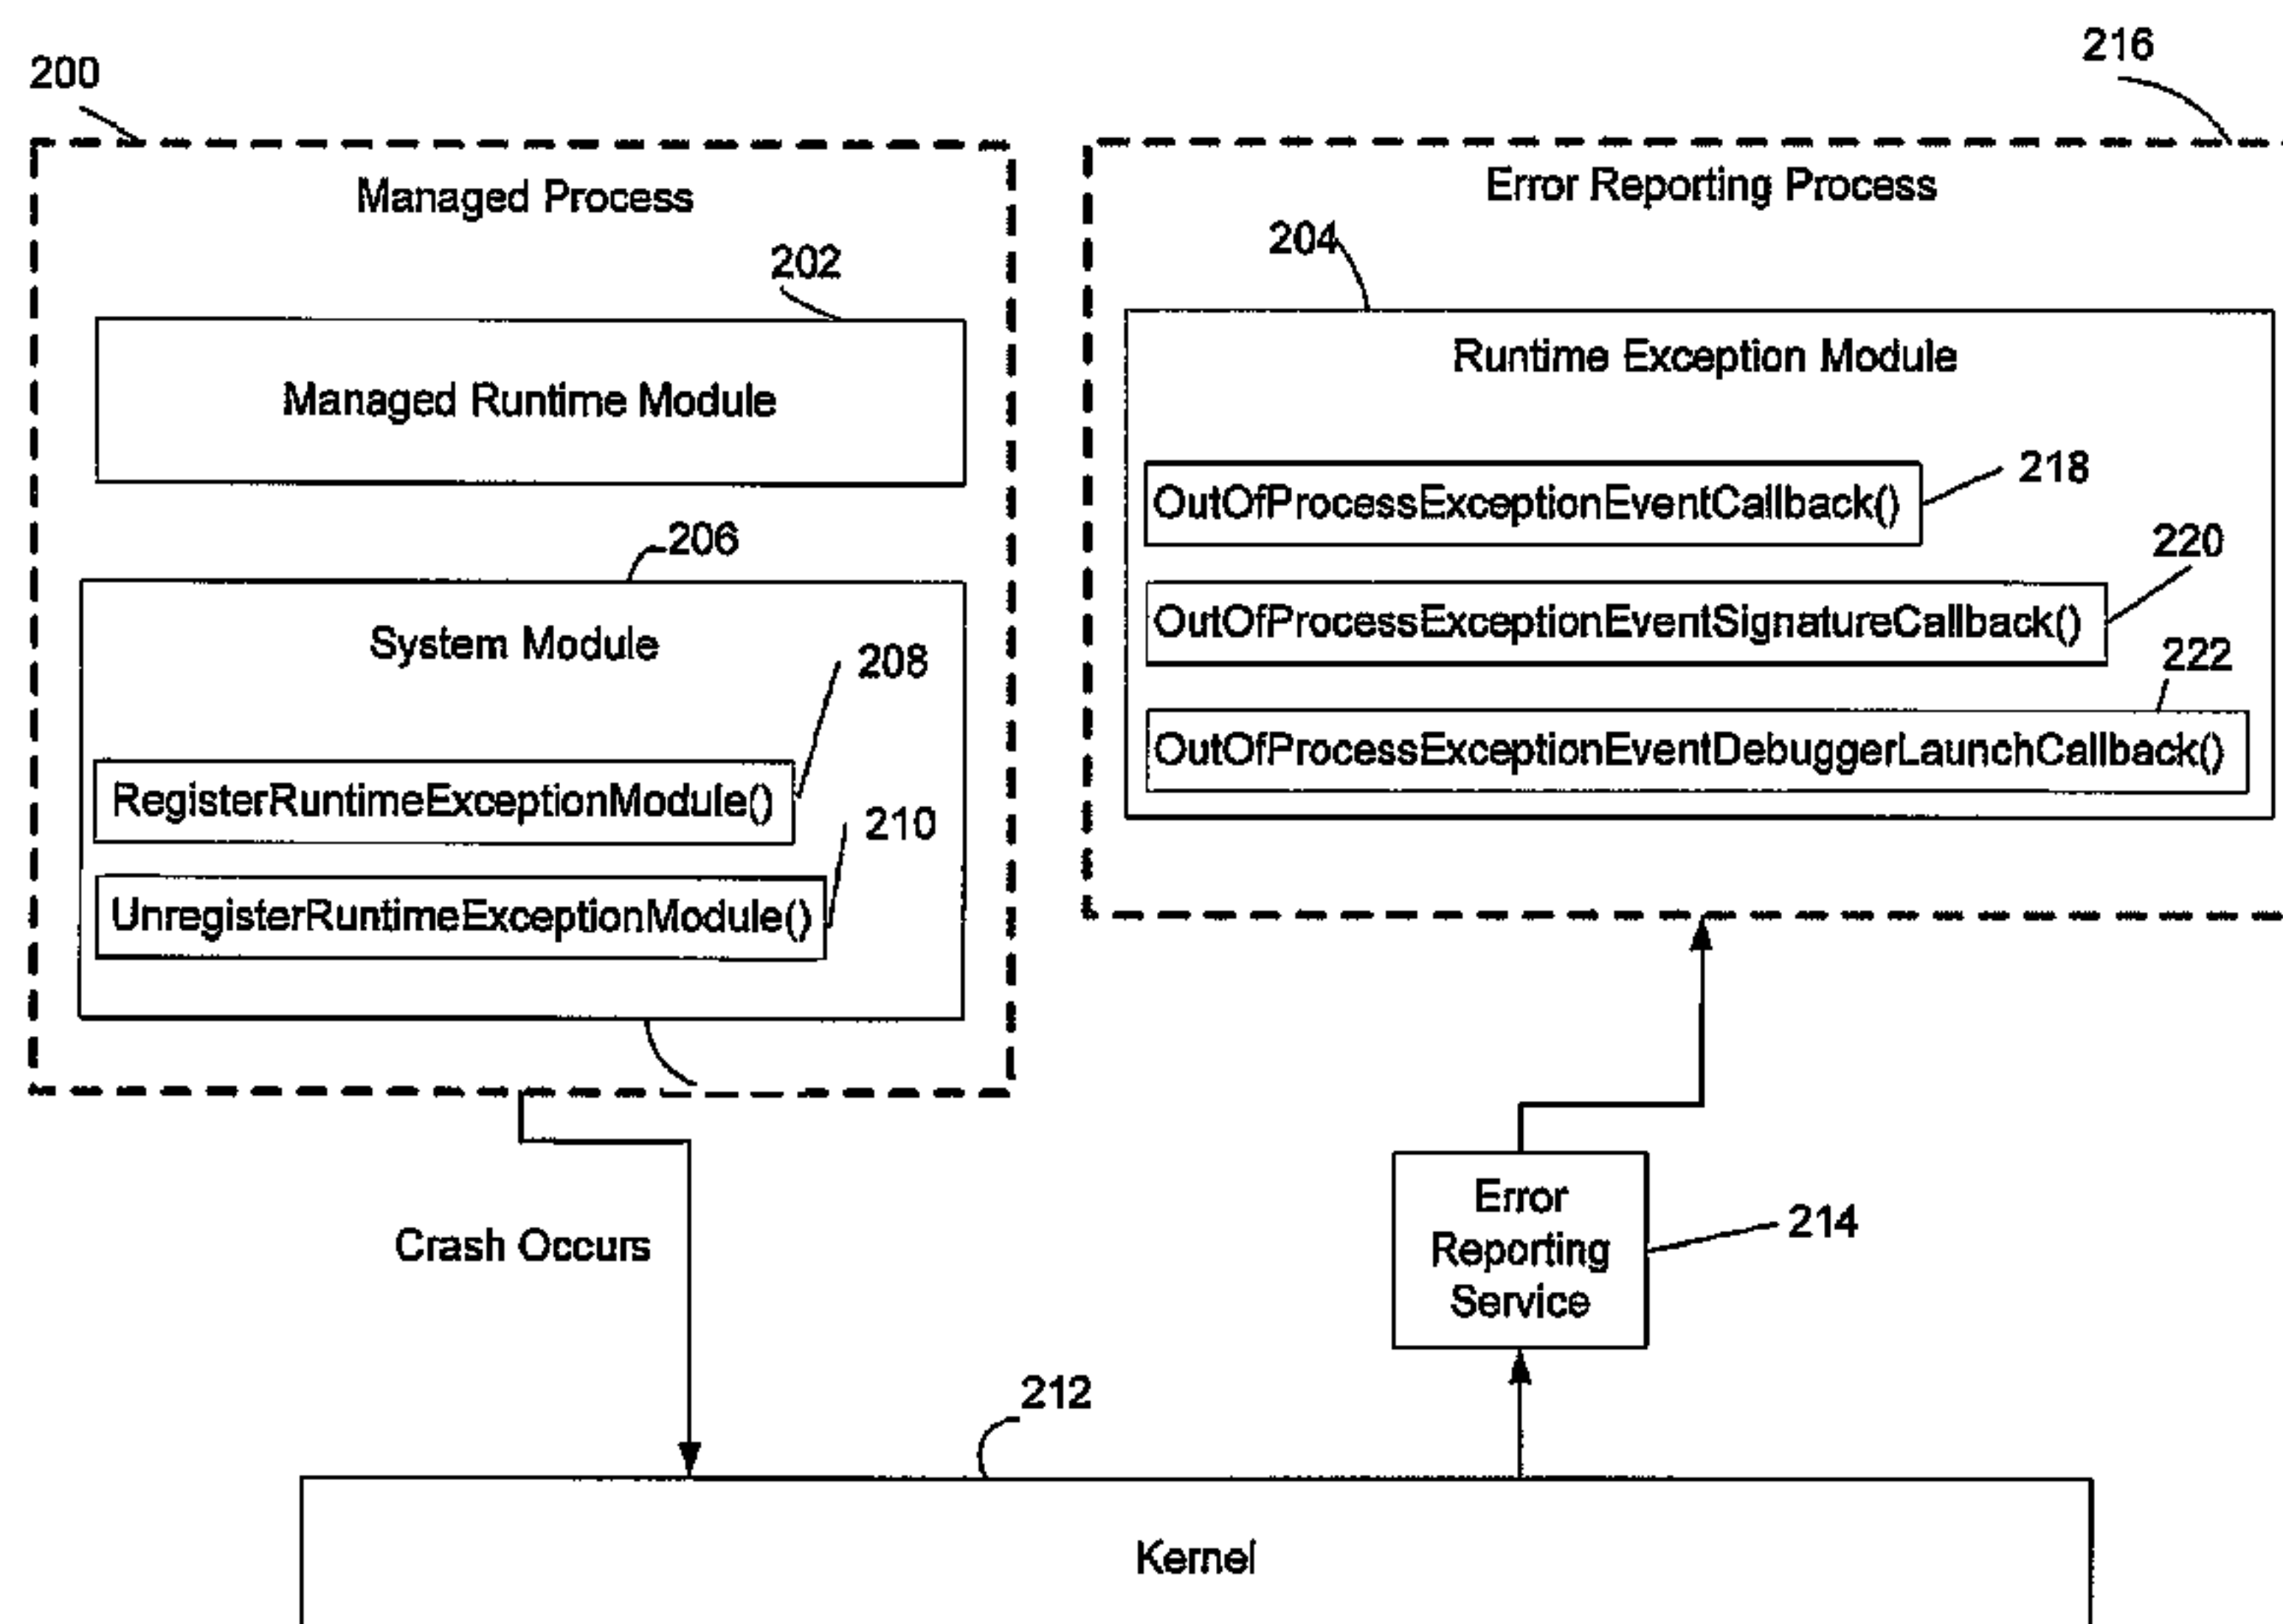 200
216
Managed Process
Error Reporting Process
202
204
Managed Runtime Module
Runtime Exception Module
218
OutOfProcessExceptionEventCallback()
206
220
System Module
OutOfProcessExceptionEventSignatureCallback()
208
222
RegisterRuntimeExceptionModule()
OutOfProcessExceptionEventDebuggerLaunchCallback()
210
UnregisterRuntimeExceptionModule()
Crash Occurs
Error
Reporting
Service
214
212
Kernel